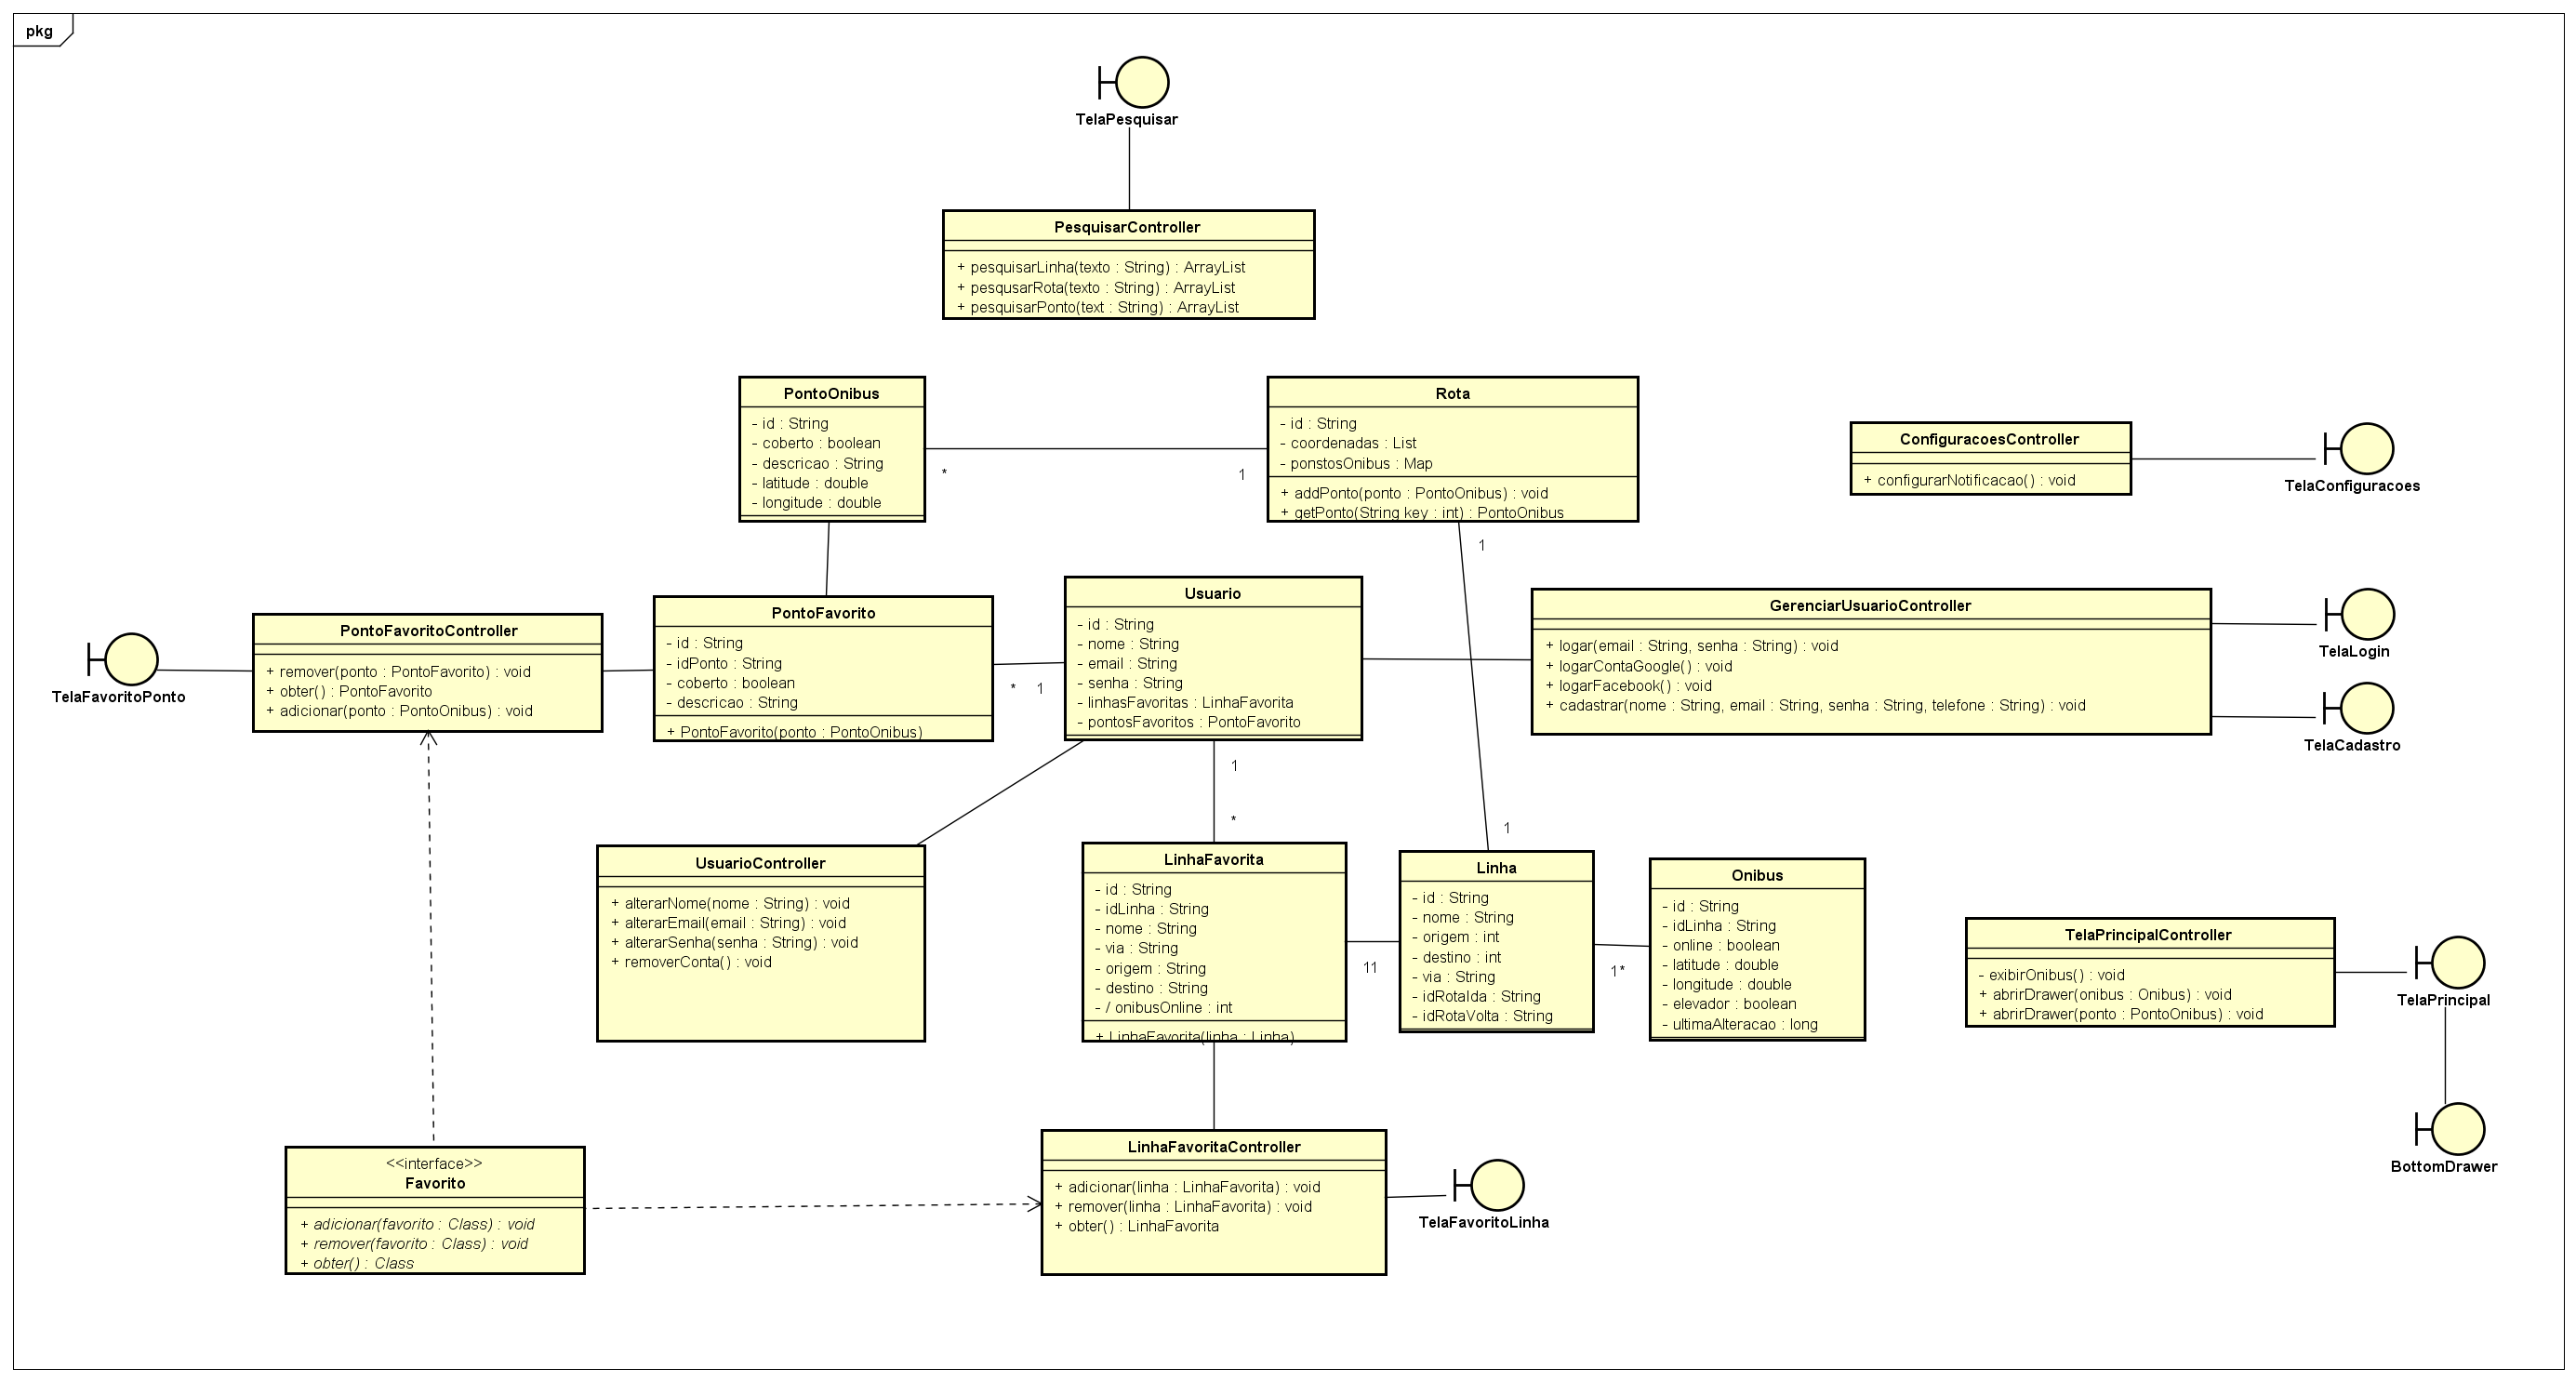 pkg
TelaPesquisar
PesquisarController
+ pesquisarLinha(texto : String) : ArrayList
+ pesqusarRota(texto : String) : ArrayList
+ pesquisarPonto(text : String) : ArrayList
PontoOnibus
- id : String
- coberto : boolean
- descricao : String
- latitude : double
- longitude : double
*
1
Rota
- id : String
- coordenadas : List
- ponstosOnibus : Map
+ addPonto(ponto : PontoOnibus) : void
+ getPonto(String key : int) : PontoOnibus
1
ConfiguracoesController
+ configurarNotificacao() : void
TelaConfiguracoes
TelaFavoritoPonto
PontoFavoritoController
+ remover(ponto : PontoFavorito) : void
+ obter() : PontoFavorito
+ adicionar(ponto : PontoOnibus) : void
PontoFavorito
- id : String
- idPonto : String
- coberto : boolean
- descricao : String
+ PontoFavorito(ponto : PontoOnibus)
*
1
Usuario
- id : String
- nome : String
- email : String
- senha : String
- linhasFavoritas : LinhaFavorita
- pontosFavoritos : PontoFavorito
1
*
GerenciarUsuarioController
+ logar(email : String, senha : String) : void
+ logarContaGoogle() : void
+ logarFacebook() : void
+ cadastrar(nome : String, email : String, senha : String, telefone : String) : void
TelaLogin
TelaCadastro
UsuarioController
+ alterarNome(nome : String) : void
+ alterarEmail(email : String) : void
+ alterarSenha(senha : String) : void
+ removerConta() : void
LinhaFavorita
- id : String
- idLinha : String
- nome : String
- via : String
- origem : String
- destino : String
- / onibusOnline : int
+ LinhaFavorita(linha : Linha)
11
1
Linha
- id : String
- nome : String
- origem : int
- destino : int
- via : String
- idRotaIda : String
- idRotaVolta : String
1*
Onibus
- id : String
- idLinha : String
- online : boolean
- latitude : double
- longitude : double
- elevador : boolean
- ultimaAlteracao : long
TelaPrincipalController
- exibirOnibus() : void
+ abrirDrawer(onibus : Onibus) : void
+ abrirDrawer(ponto : PontoOnibus) : void
TelaPrincipal
BottomDrawer
<<interface>>
Favorito
+ adicionar(favorito : Class) : void
+ remover(favorito : Class) : void
+ obter() : Class
LinhaFavoritaController
+ adicionar(linha : LinhaFavorita) : void
+ remover(linha : LinhaFavorita) : void
+ obter() : LinhaFavorita
TelaFavoritoLinha